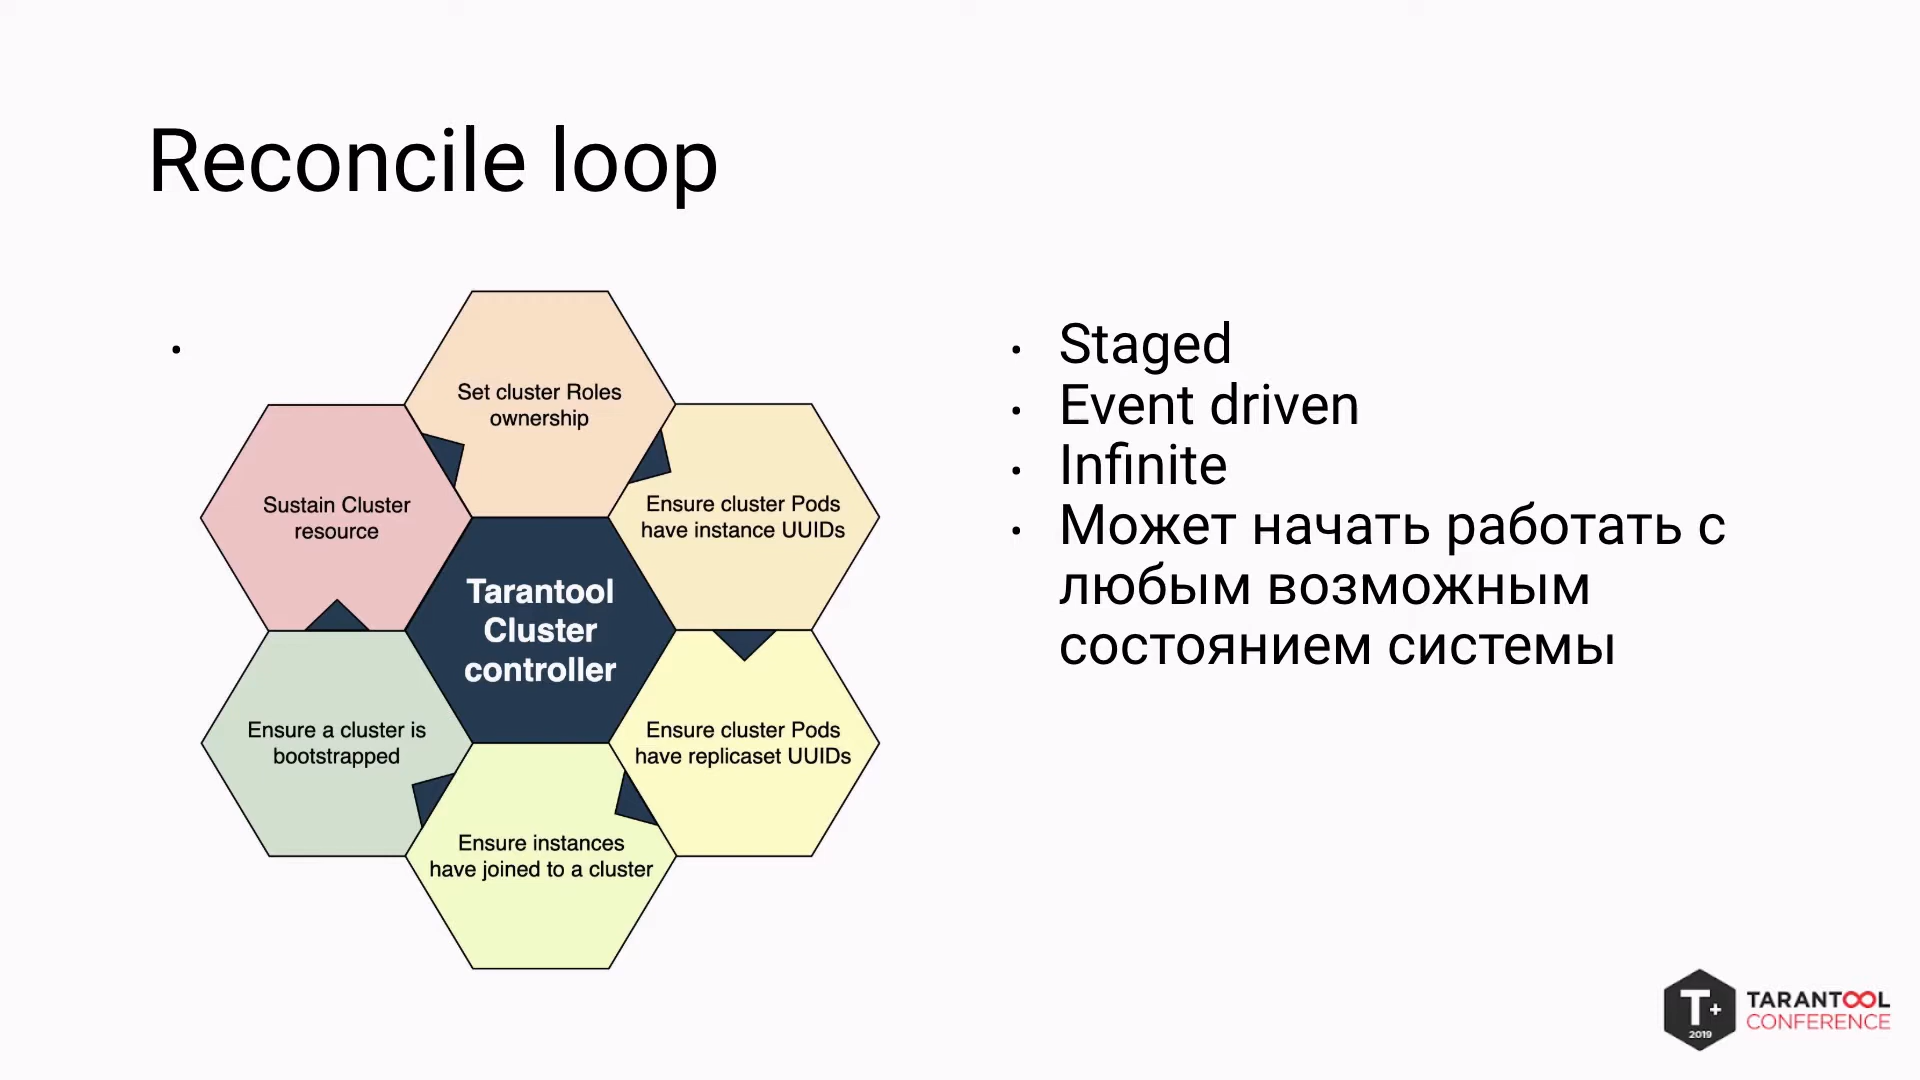 Reconcile loop
Set cluster Roles
ownership
Ensure cluster Pods
have instance UUIDs
Ensure cluster Pods
have replicaset UUIDs
Ensure instances
have joined to a cluster
Ensure a cluster is
bootstrapped
Sustain Cluster
resource
Tarantool
Cluster
controller
• Staged
• Event driven
• Infinite
• Может начать работать с
любым возможным
состоянием системы
T+
2019
TARANTOOL
CONFERENCE